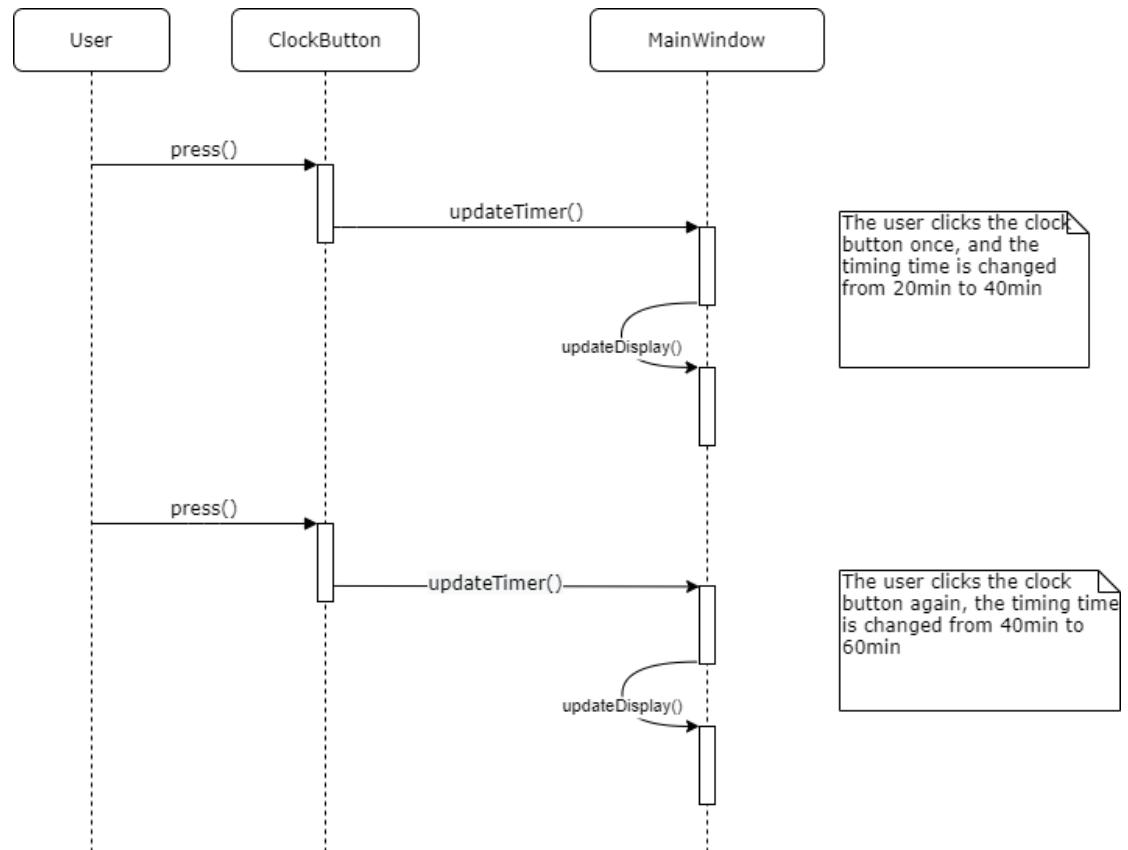 User
ClockButton
MainWindow
press()
updateTimer()
The user clicks the clock
button once, and the
timing time is changed
from 20min to 40min
updateDisplay()
press()
updateTimer()
The user clicks the clock
button again, the timing time
is changed from 40min to
60min
updateDisplay()